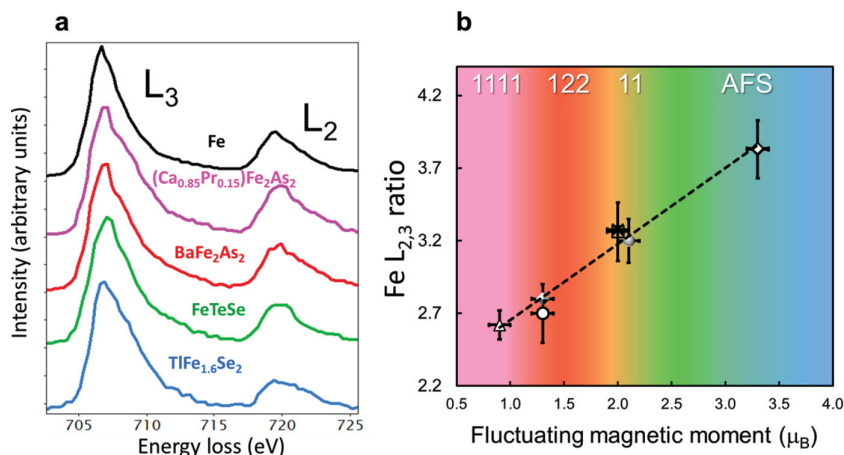 a
L₃
L₂
Fe
(Ca₀.₈₅Pr₀.₁₅)Fe₂As₂
BaFe₂As₂
FeTeSe
TlFe₁.₆Se₂
Intensity (arbitrary units)
705 710 715 720 725
Energy loss (eV)
b
1111 122 11 AFS
4.2
3.7
3.2
2.7
2.2
Fe L₂,₃ ratio
0.5 1.0 1.5 2.0 2.5 3.0 3.5 4.0
Fluctuating magnetic moment (μB)